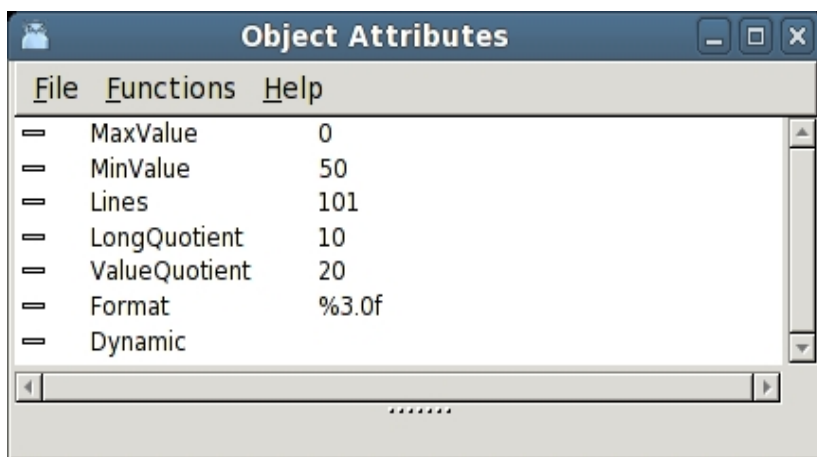 Object Attributes
File Functions Help
MaxValue 0
MinValue 50
Lines 101
LongQuotient 10
ValueQuotient 20
Format %3.0f
Dynamic